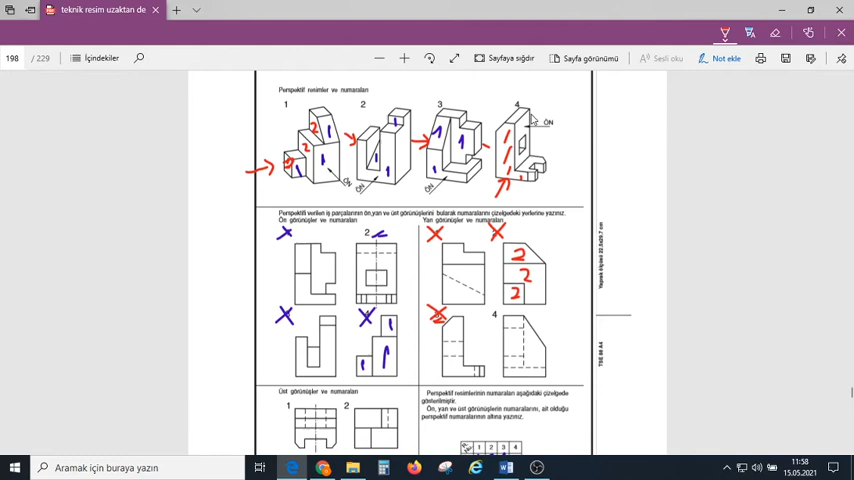 teknik resim uzaktan de
198 / 229
İçindekiler
Sayfaya sığdır
Sayfa görünümü
Sesli oku
Not ekle
Perspektif resimler ve numaraları
1 2 3 4
ÖN
ÖN
ÖN
ÖN
Perspektifi verilen iş parçalarının ön,yan ve üst görünüşlerini bularak numaralarını çizelgedeki yerlerine yazınız.
Ön görünüşler ve numaraları
Yan görünüşler ve numaraları
2
4
Üst görünüşler ve numaraları
1 2
Perspektif resimlerinin numaraları aşağıdaki çizelgede
gösterilmiştir.
Ön, yan ve üst görünüşlerin numaralarını, ait olduğu
perspektif numaralarının altına yazınız.
1 2 3 4
TSE 88 A4
Aramak için buraya yazın
11:58
15.05.2021